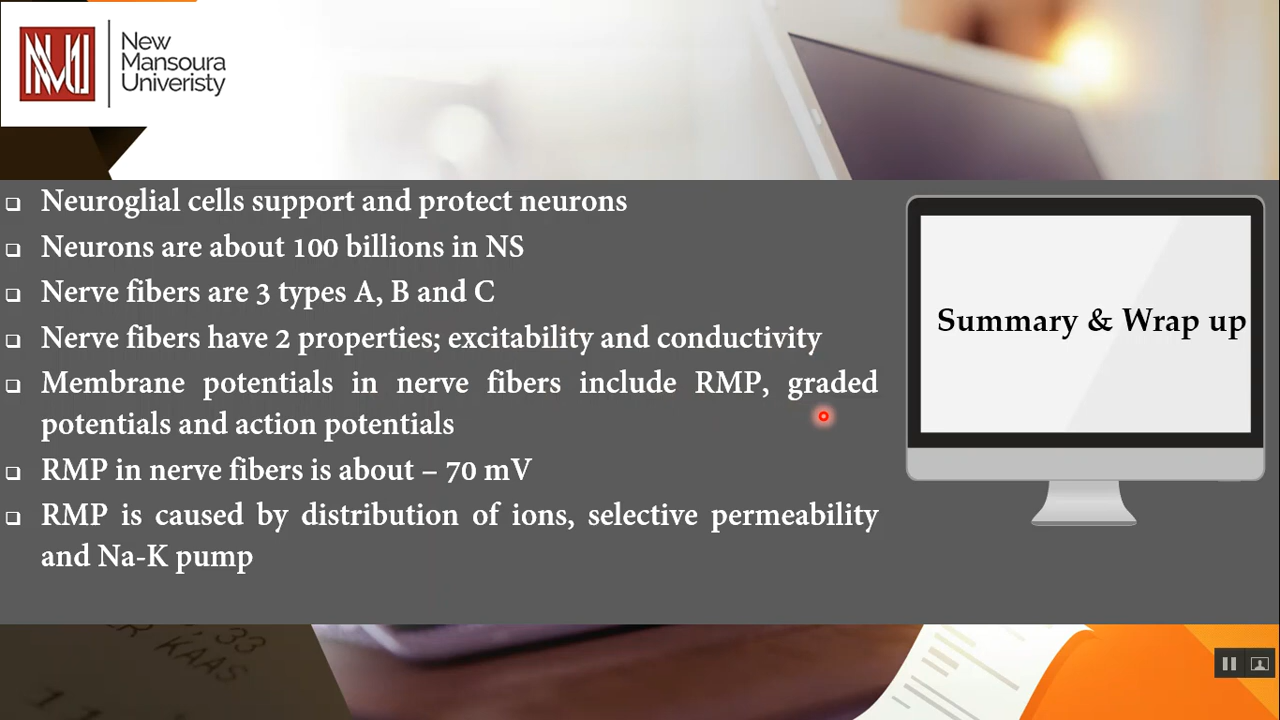 New
Mansoura
Univeristy
Neuroglial cells support and protect neurons
Neurons are about 100 billions in NS
Nerve fibers are 3 types A, B and C
Nerve fibers have 2 properties; excitability and conductivity
Membrane potentials in nerve fibers include RMP, graded
potentials and action potentials
RMP in nerve fibers is about – 70 mV
RMP is caused by distribution of ions, selective permeability
and Na-K pump
Summary & Wrap up
33
KAAS